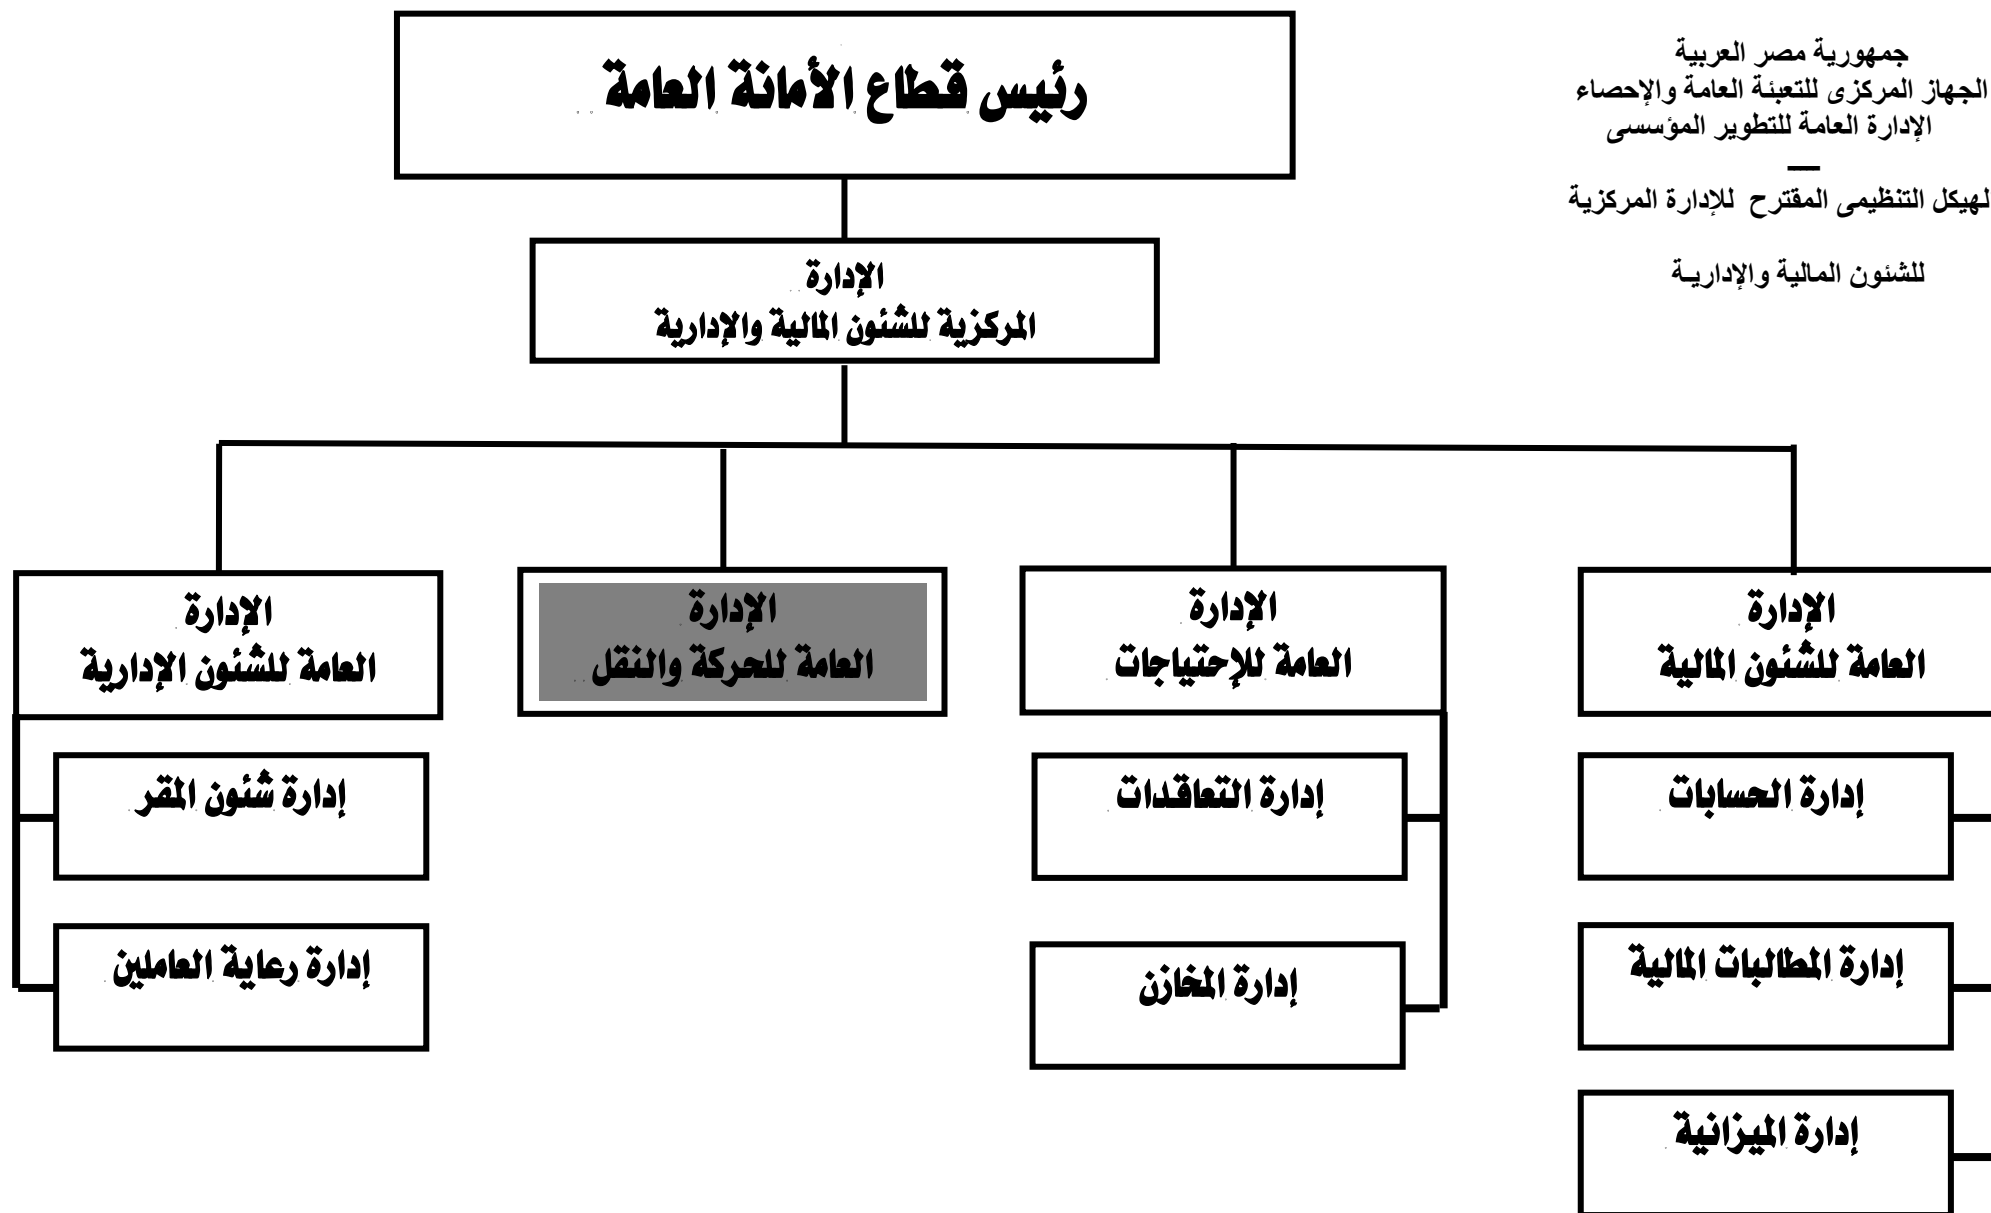 جمهورية مصر العربية
الجهاز المركزى للتعبئة العامة والإحصاء
الإدارة العامة للتطوير المؤسسى
لهيكل التنظيمى المقترح للإدارة المركزية
للشئون المالية والإداريـة
رئيس قطاع الأمانة العامة
الإدارة
المركزية للشئون المالية والإدارية
الإدارة
العامة للشئون المالية
الإدارة
العامة للإحتياجات
الإدارة
العامة للحركة والنقل
الإدارة
العامة للشئون الإدارية
إدارة الحسابات
إدارة التعاقدات
إدارة شئون المقر
إدارة المطالبات المالية
إدارة المخازن
إدارة رعاية العاملين
إدارة الميزانية